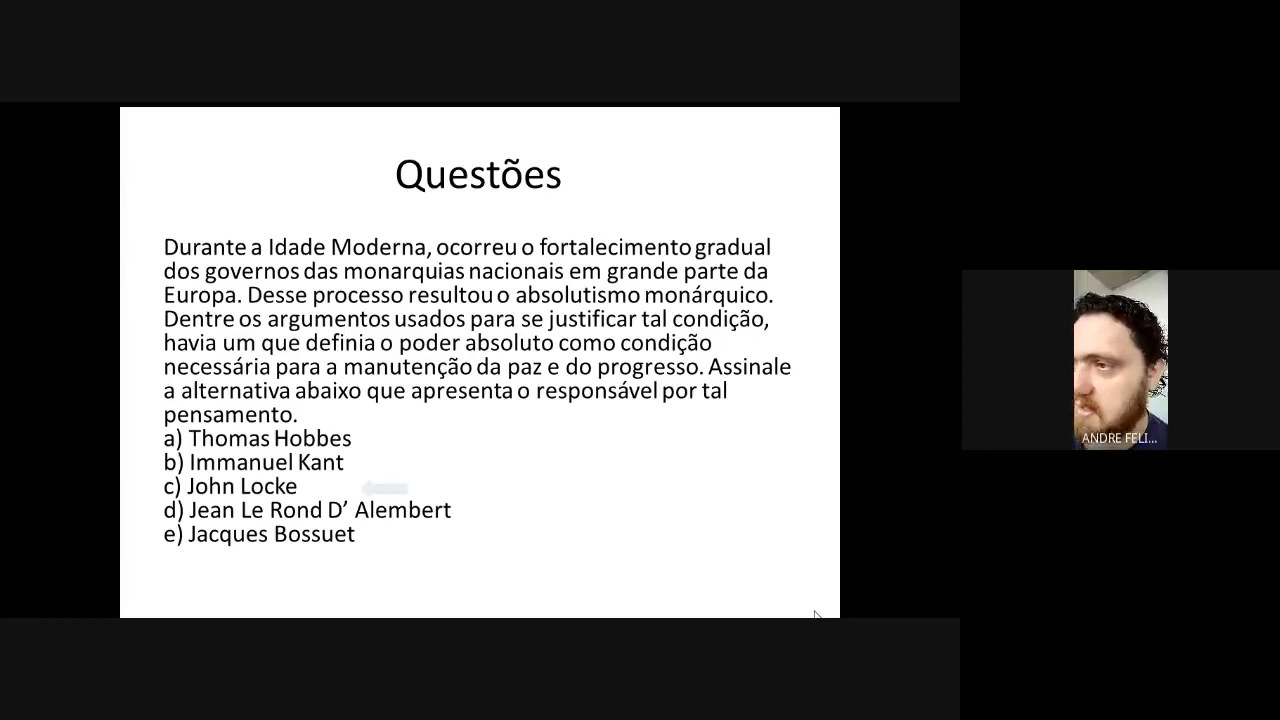 Questões
Durante a Idade Moderna, ocorreu o fortalecimento gradual
dos governos das monarquias nacionais em grande parte da
Europa. Desse processo resultou o absolutismo monárquico.
Dentre os argumentos usados para se justificar tal condição,
havia um que definia o poder absoluto como condição
necessária para a manutenção da paz e do progresso. Assinale
a alternativa abaixo que apresenta o responsável por tal
pensamento.
a) Thomas Hobbes
b) Immanuel Kant
c) John Locke
d) Jean Le Rond D’ Alembert
e) Jacques Bossuet
ANDRE FELI...